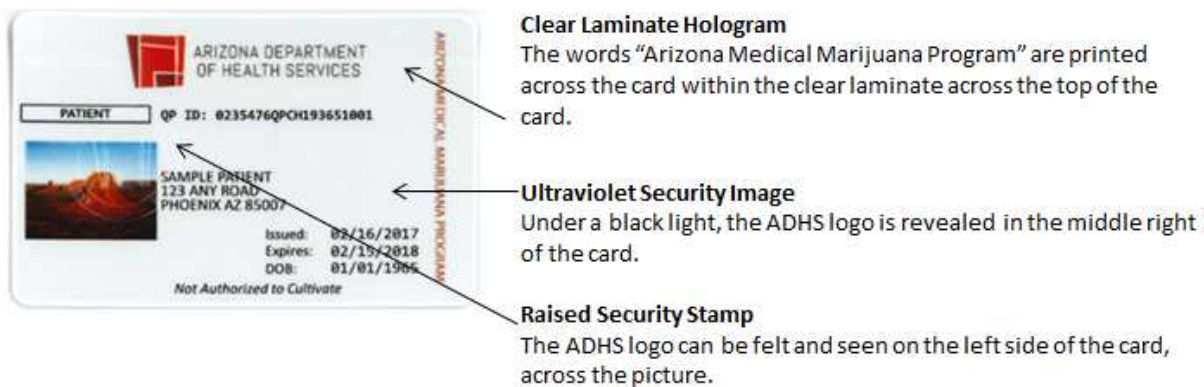 ARIZONA DEPARTMENT
OF HEALTH SERVICES
ARIZONA MEDICAL MARIJUANA PROGRAM
PATIENT
QP ID: 0235476QPCH193651001
SAMPLE PATIENT
123 ANY ROAD
PHOENIX AZ 85007
Issued: 02/16/2017
Expires: 02/15/2018
DOB: 01/01/1965
Not Authorized to Cultivate
Clear Laminate Hologram
The words “Arizona Medical Marijuana Program” are printed
across the card within the clear laminate across the top of the
card.
Ultraviolet Security Image
Under a black light, the ADHS logo is revealed in the middle right
of the card.
Raised Security Stamp
The ADHS logo can be felt and seen on the left side of the card,
across the picture.